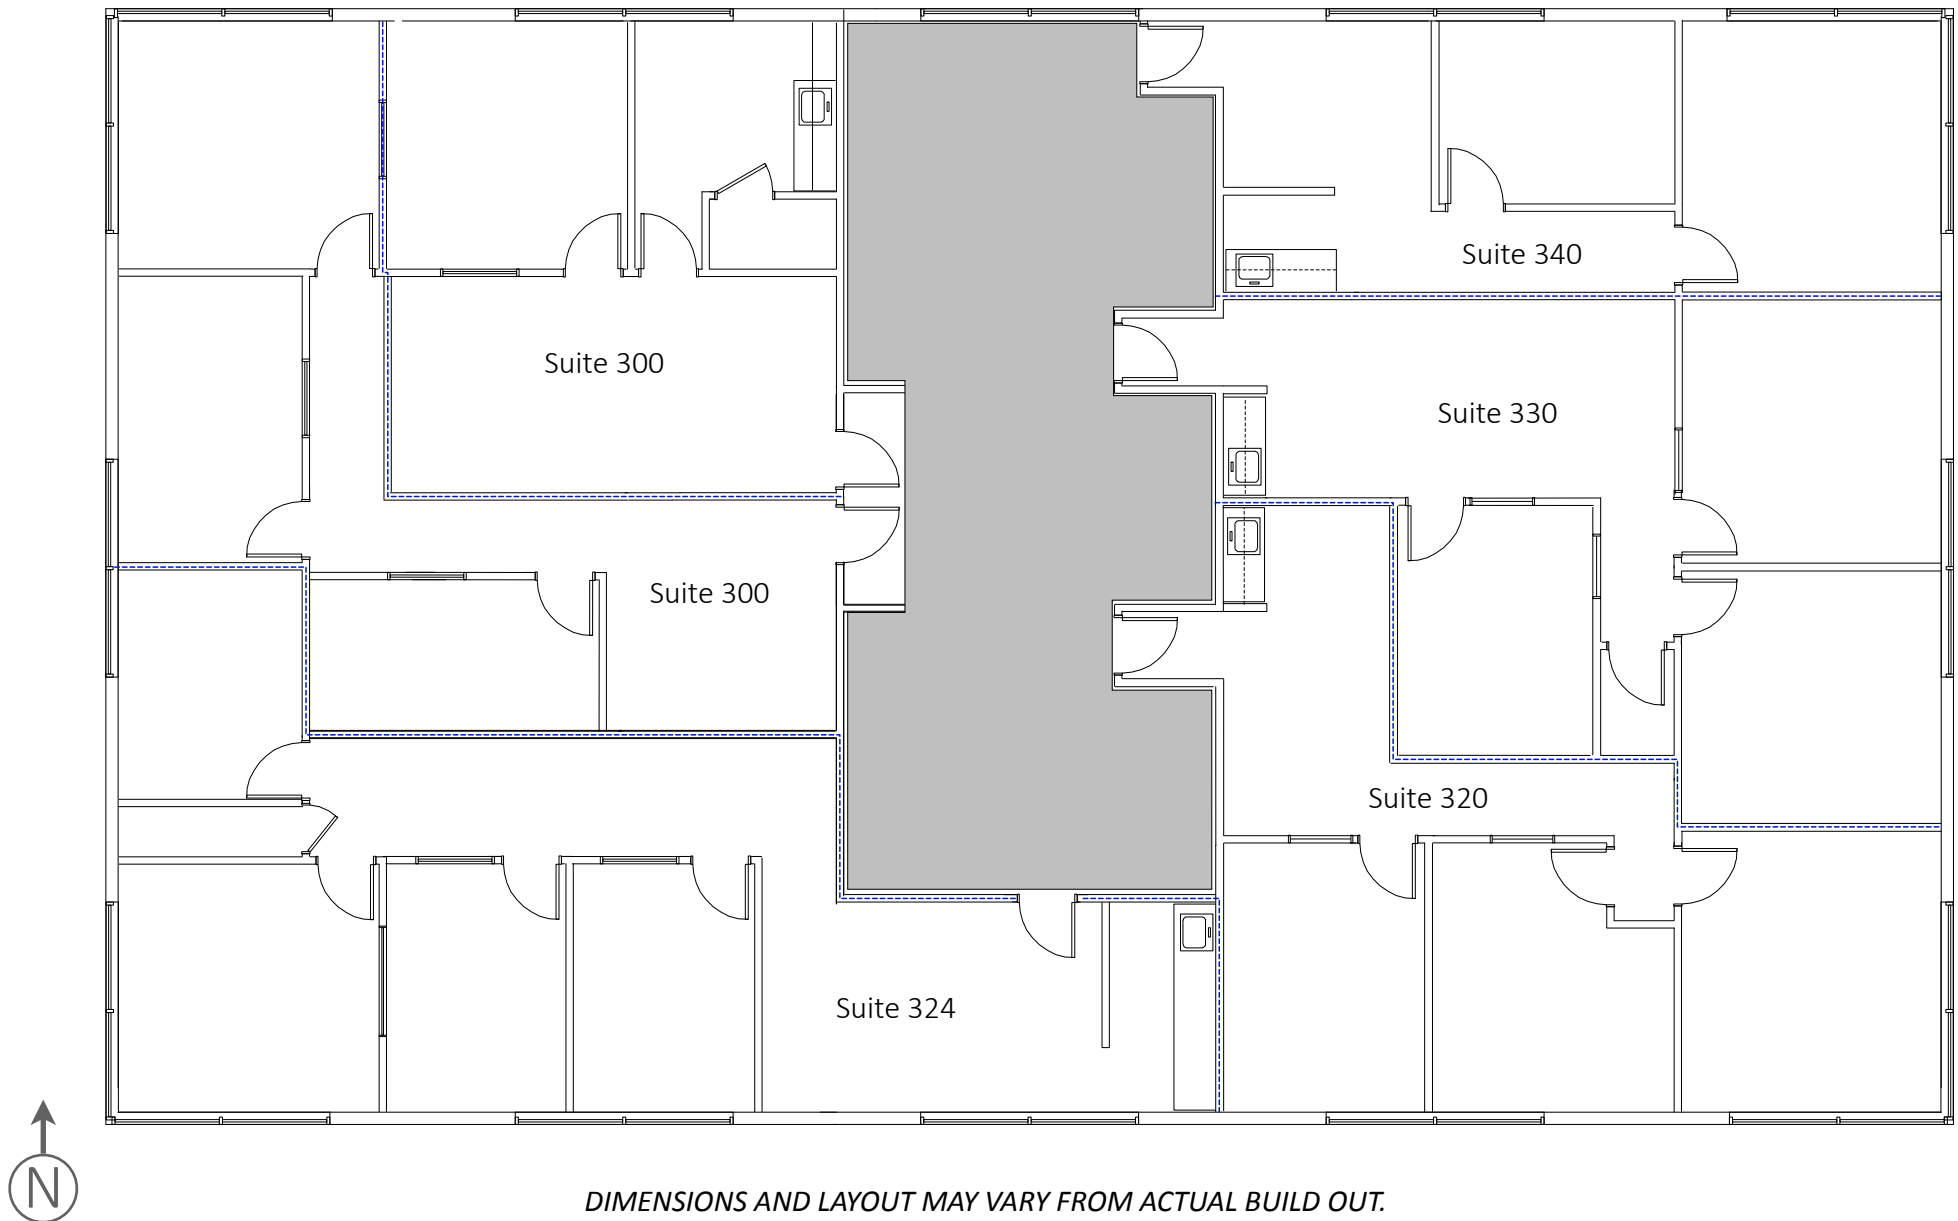 Suite 340
Suite 300
Suite 330
Suite 300
Suite 320
Suite 324
N
DIMENSIONS AND LAYOUT MAY VARY FROM ACTUAL BUILD OUT.